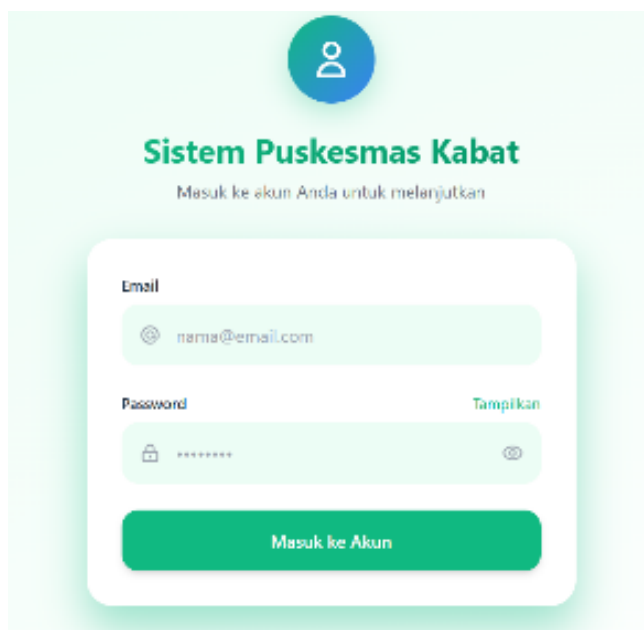 Sistem Puskesmas Kabat
Masuk ke akun Anda untuk melanjutkan
Email
nama@email.com
Password Tampilkan
••••••••
Masuk ke Akun